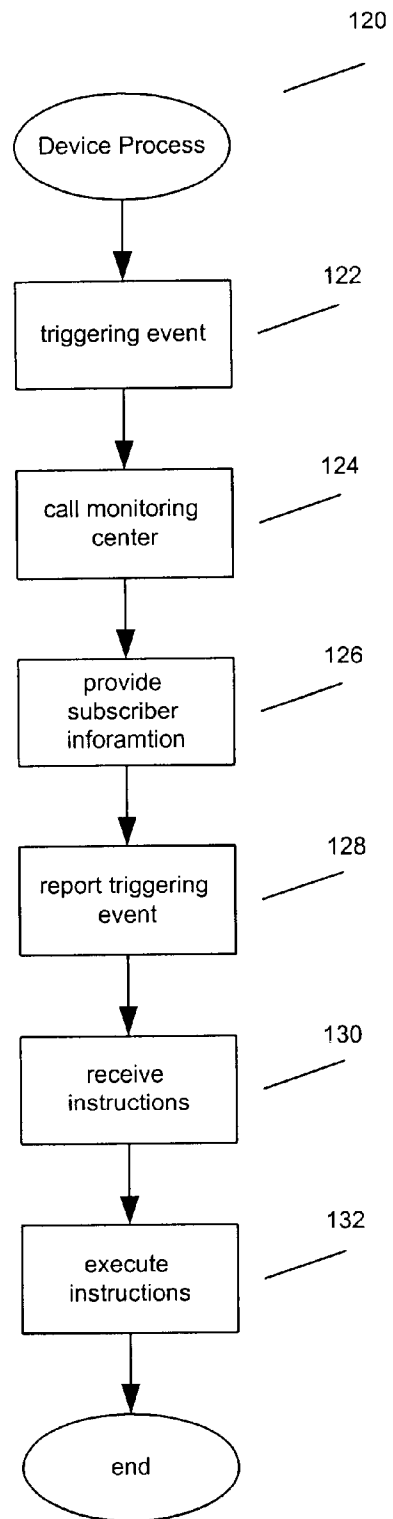 120
Device Process
122
triggering event
124
call monitoring
center
126
provide
subscriber
inforamtion
128
report triggering
event
130
receive
instructions
132
execute
instructions
end